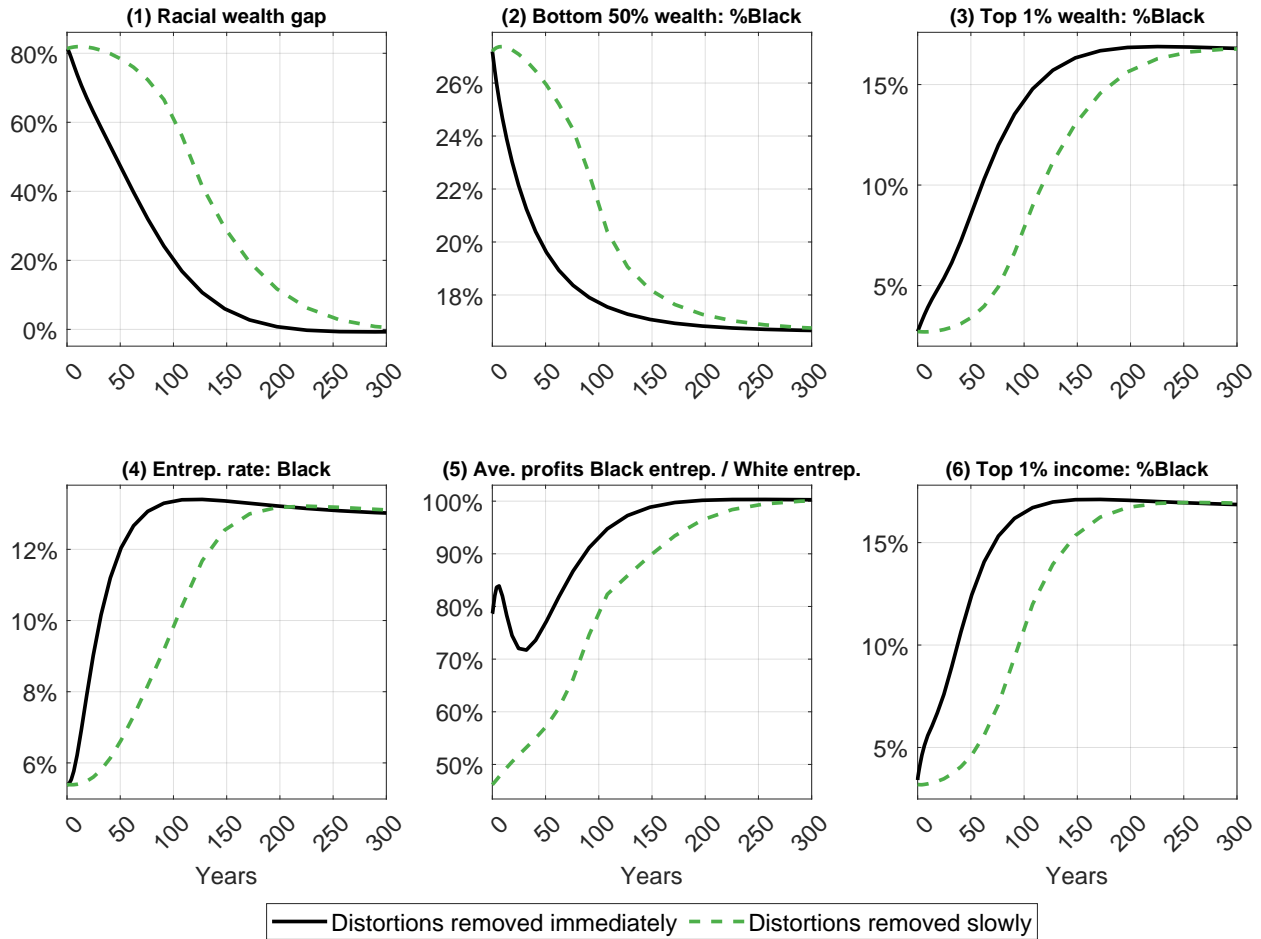 (1) Racial wealth gap
80%
60%
40%
20%
0%
0 50 100 150 200 250 300
(2) Bottom 50% wealth: %Black
26%
24%
22%
20%
18%
0 50 100 150 200 250 300
(3) Top 1% wealth: %Black
15%
10%
5%
0 50 100 150 200 250 300
(4) Entrep. rate: Black
12%
10%
8%
6%
0 50 100 150 200 250 300
Years
(5) Ave. profits Black entrep. / White entrep.
100%
90%
80%
70%
60%
50%
0 50 100 150 200 250 300
Years
(6) Top 1% income: %Black
15%
10%
5%
0 50 100 150 200 250 300
Years
Distortions removed immediately Distortions removed slowly